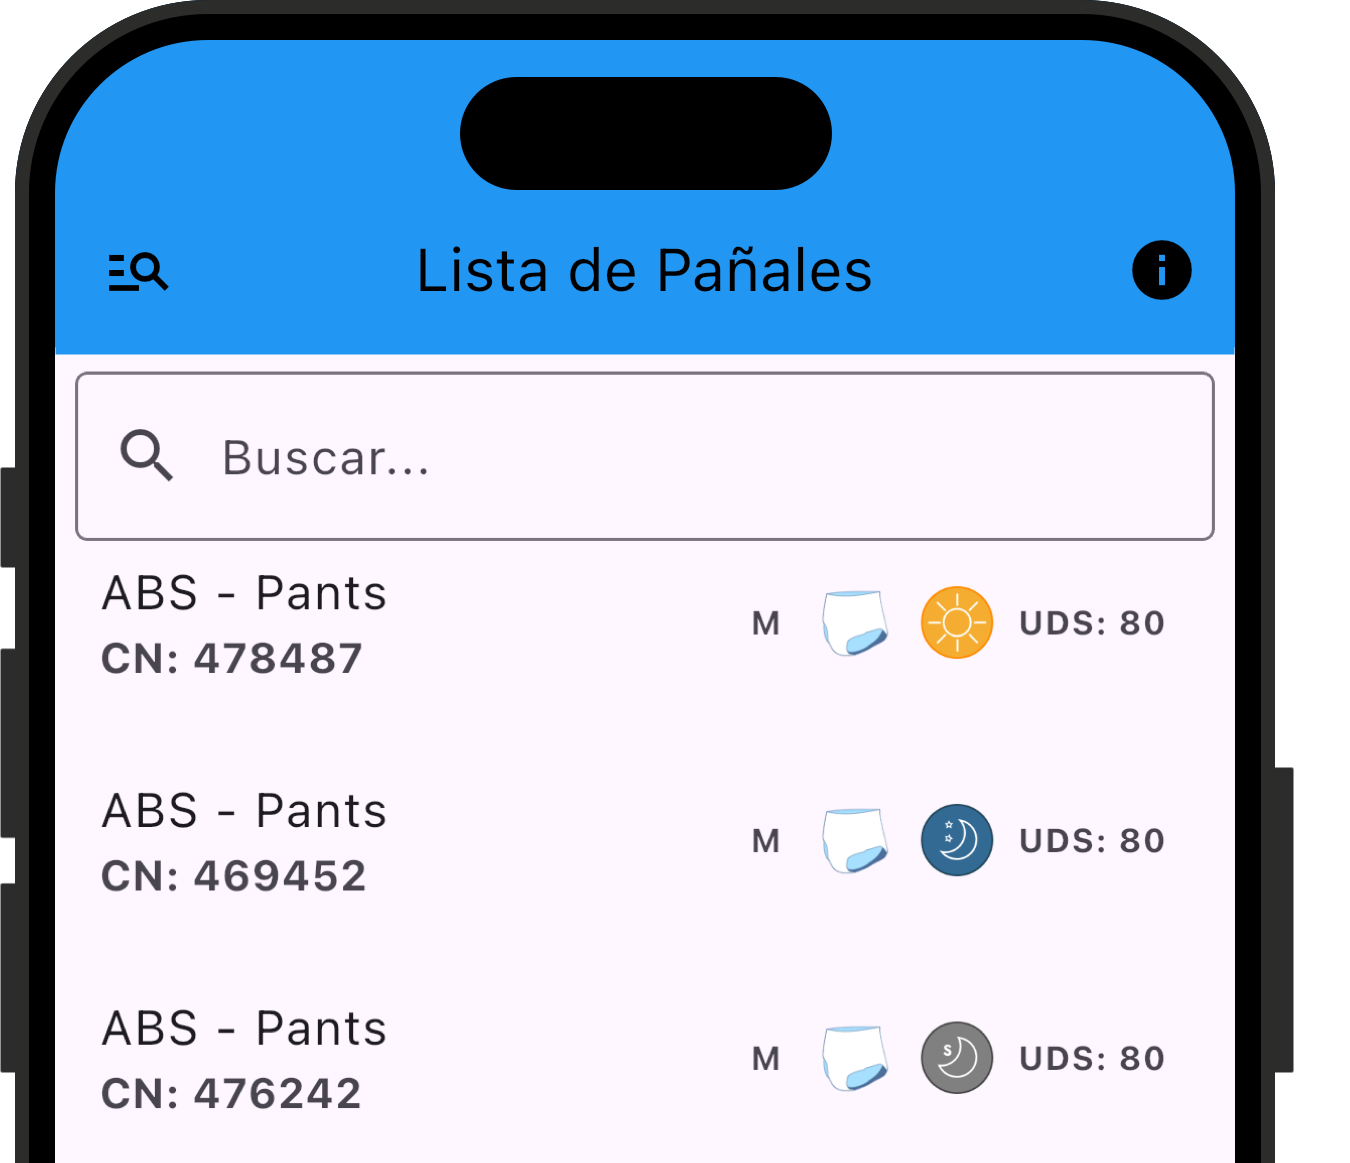 Lista de Pañales
Buscar...
ABS - Pants
CN: 478487
M UDS: 80
ABS - Pants
CN: 469452
M UDS: 80
ABS - Pants
CN: 476242
M S UDS: 80